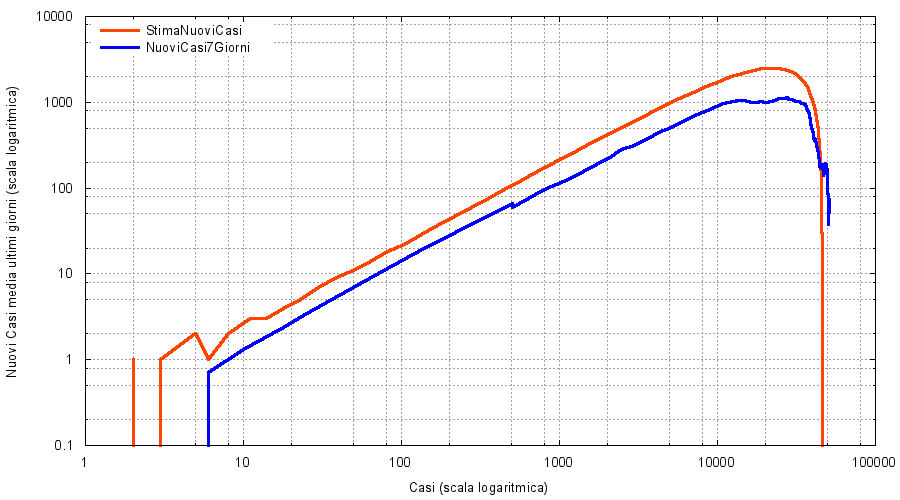 10000
StimaNuoviCasi
NuoviCasi7Giorni
1000
100
10
1
0.1
Nuovi Casi media ultimi giorni (scala logaritmica)
1 10 100 1000 10000 100000
Casi (scala logaritmica)